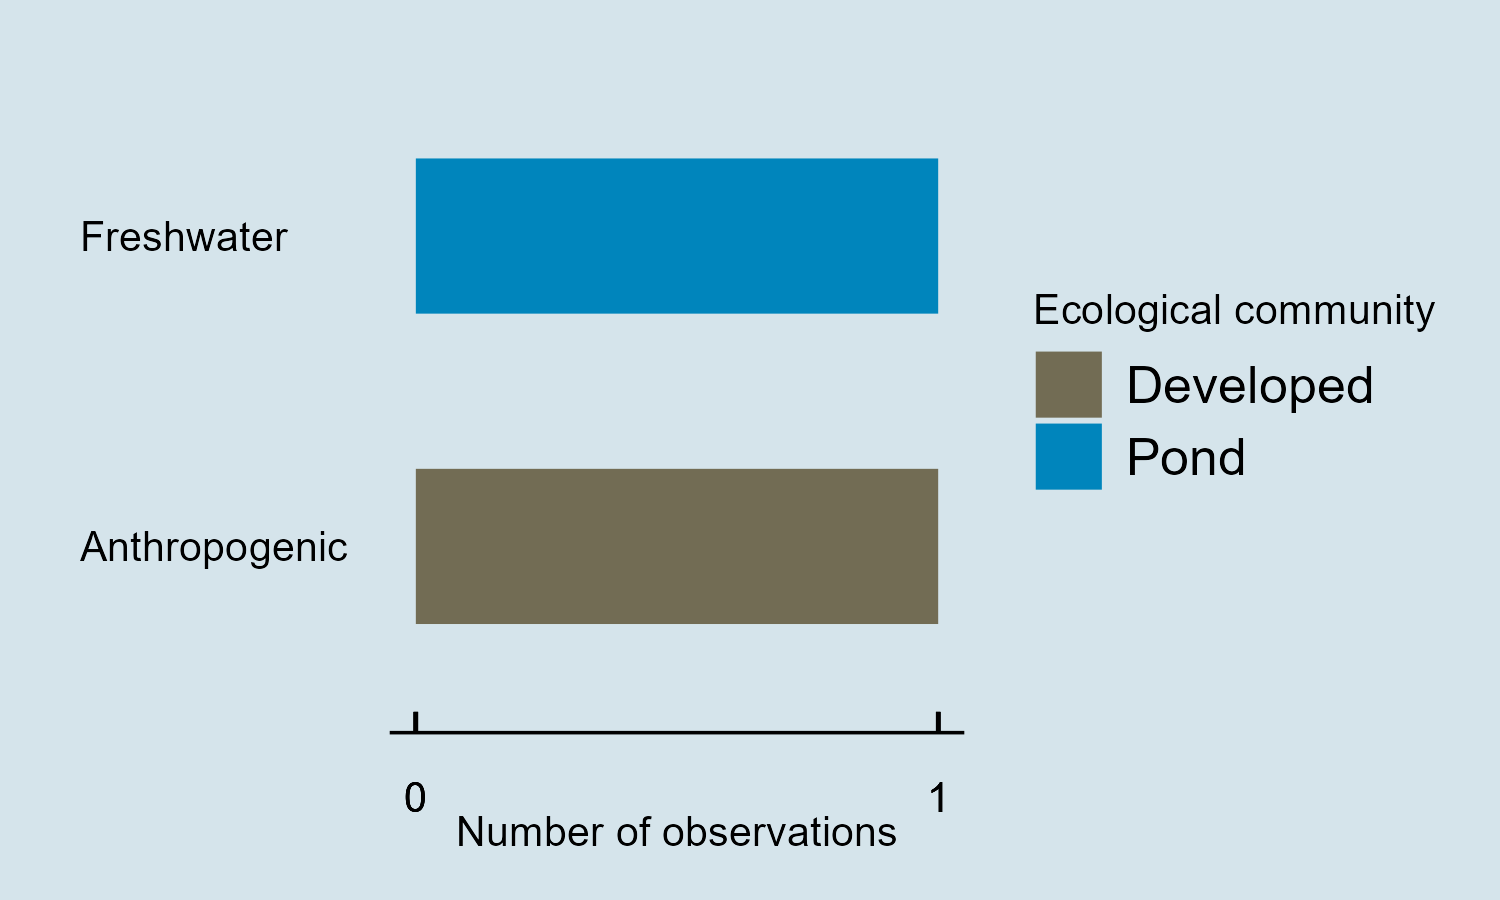 Freshwater
Anthropogenic
0 1
Number of observations
Ecological community
Developed
Pond